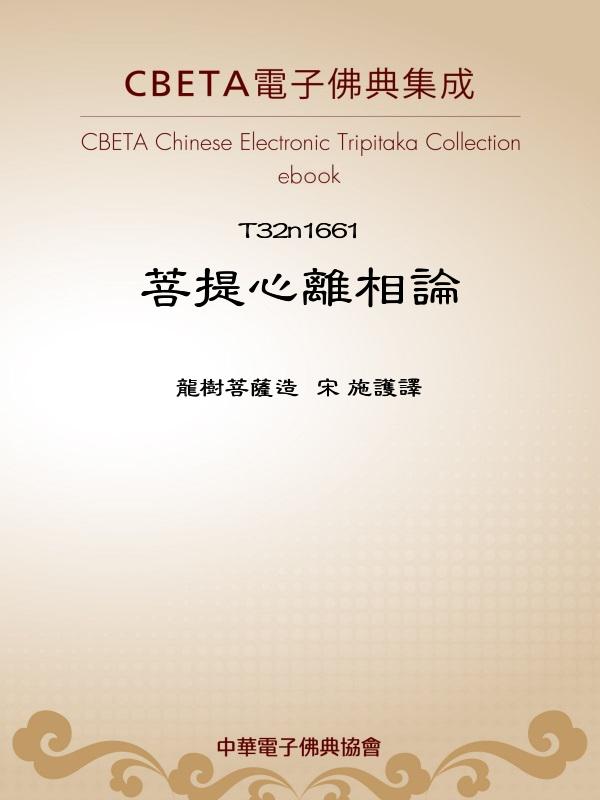 CBETA電子佛典集成
CBETA Chinese Electronic Tripitaka Collection
ebook
T32n1661
菩提心離相論
龍樹菩薩造 宋 施護譯
中華電子佛典協會